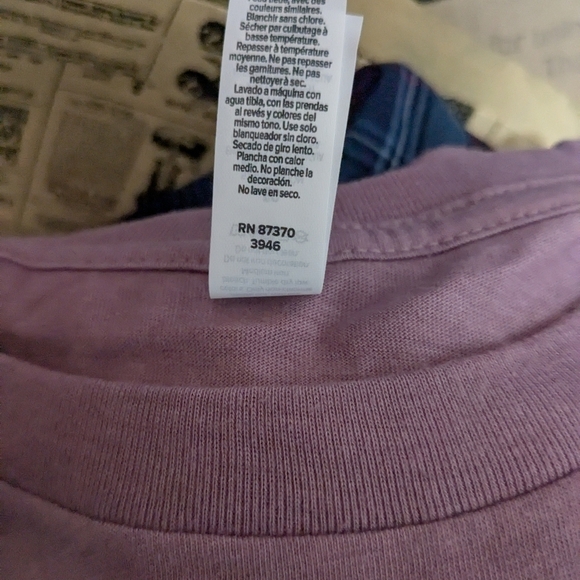 couleurs similaires.
Blanchir sans chlore.
Sécher par culbutage à
basse température.
Repasser à température
moyenne. Ne pas repasser
les garnitures. Ne pas
nettoyer à sec.
Lavado a máquina con
agua tibia, con las prendas
al revés y colores del
mismo tono. Use solo
blanqueador sin cloro.
Secado de giro lento.
Plancha con calor
medio. No planche la
decoración.
No lave en seco.
RN 87370
3946